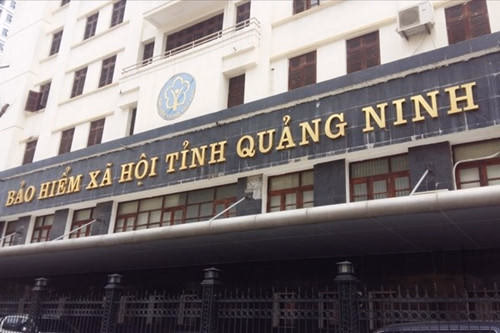 BẢO HIỂM XÃ HỘI TỈNH QUẢNG NINH